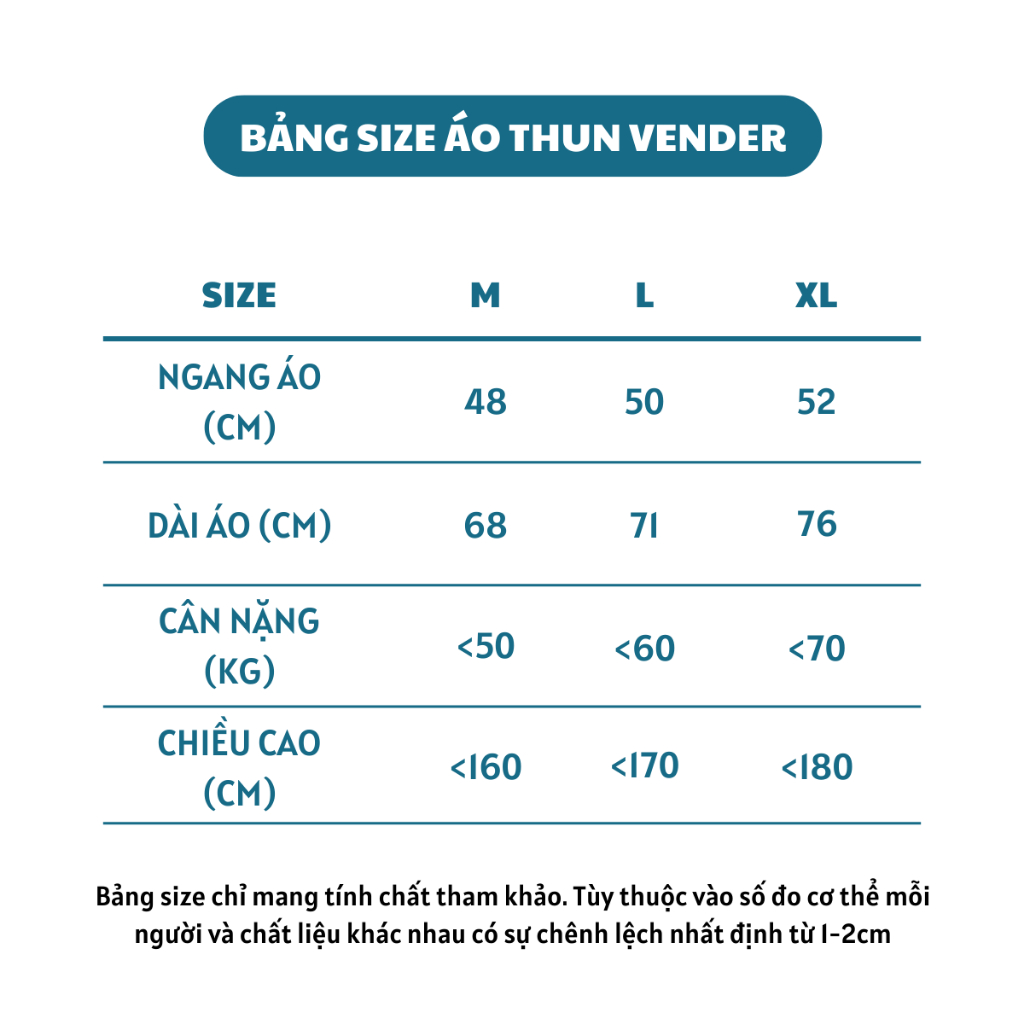 BẢNG SIZE ÁO THUN VENDER
SIZE M L XL
NGANG ÁO
(CM) 48 50 52
DÀI ÁO (CM) 68 71 76
CÂN NẶNG
(KG) <50 <60 <70
CHIỀU CAO
(CM) <160 <170 <180
Bảng size chỉ mang tính chất tham khảo. Tùy thuộc vào số đo cơ thể mỗi
người và chất liệu khác nhau có sự chênh lệch nhất định từ 1-2cm